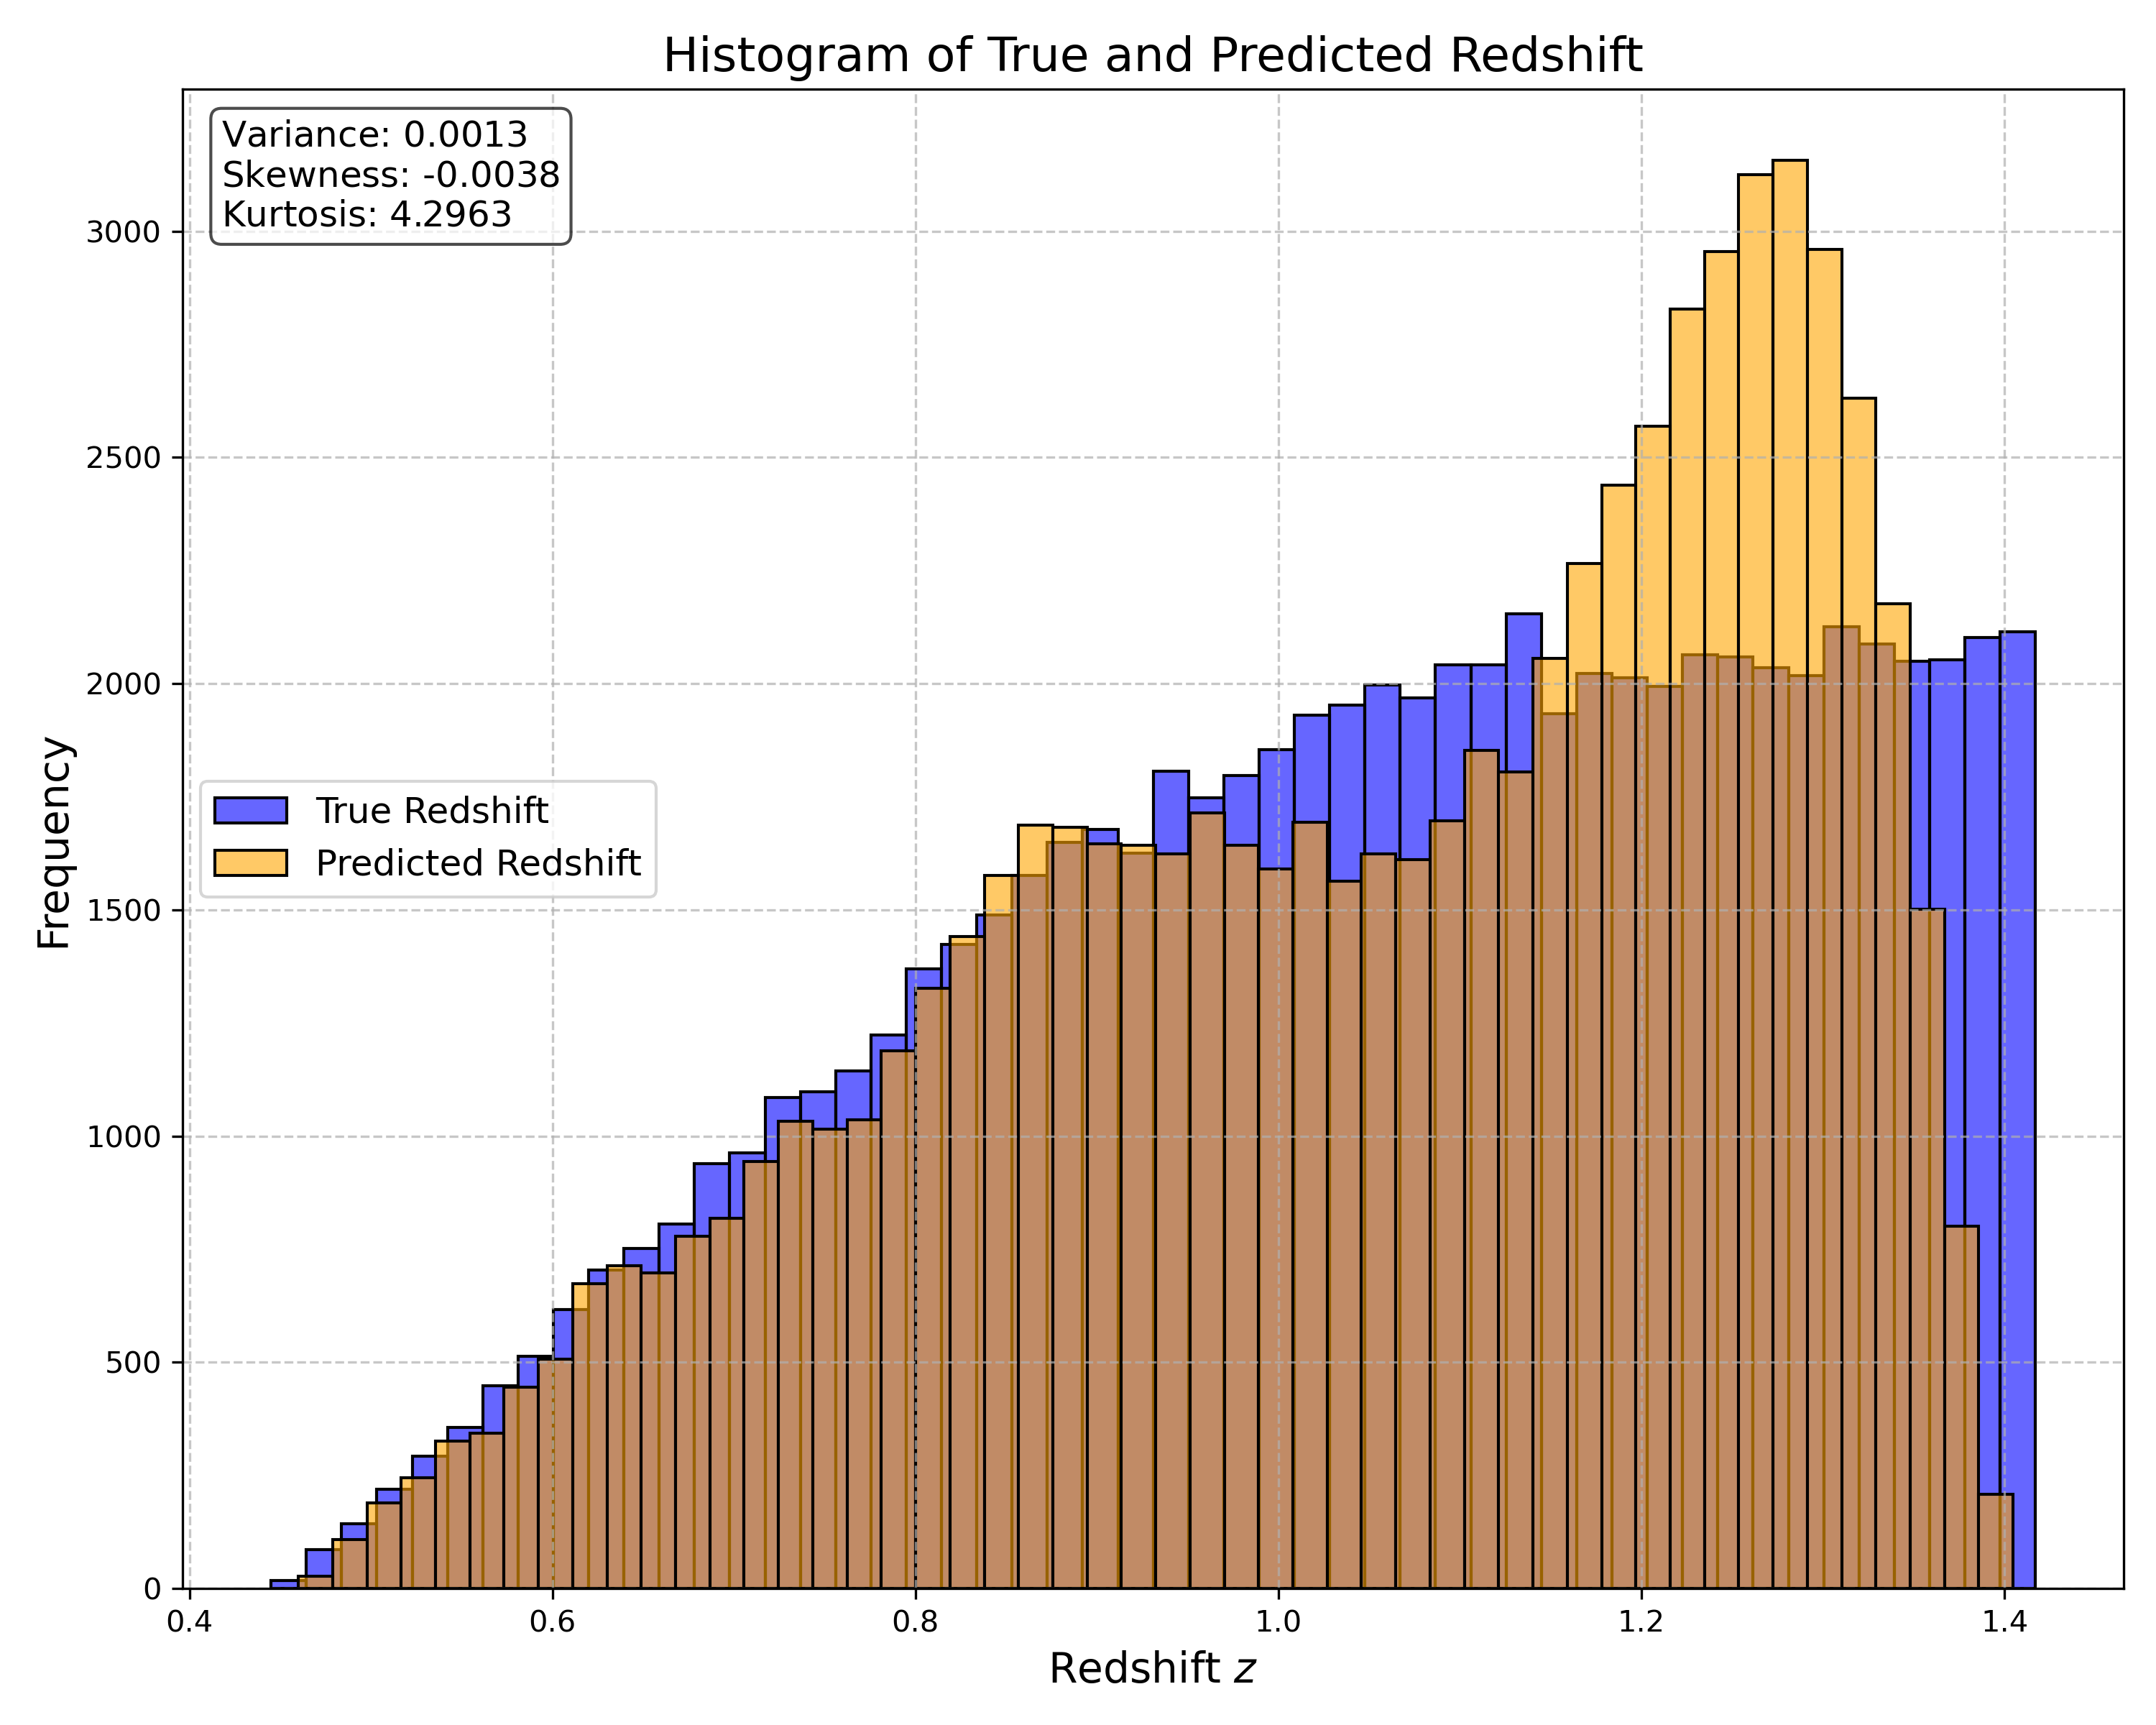 Histogram of True and Predicted Redshift
Variance: 0.0013
Skewness: -0.0038
Kurtosis: 4.2963
3000
2500
2000
1500
1000
500
0
Frequency
True Redshift
Predicted Redshift
0.4 0.6 0.8 1.0 1.2 1.4
Redshift z